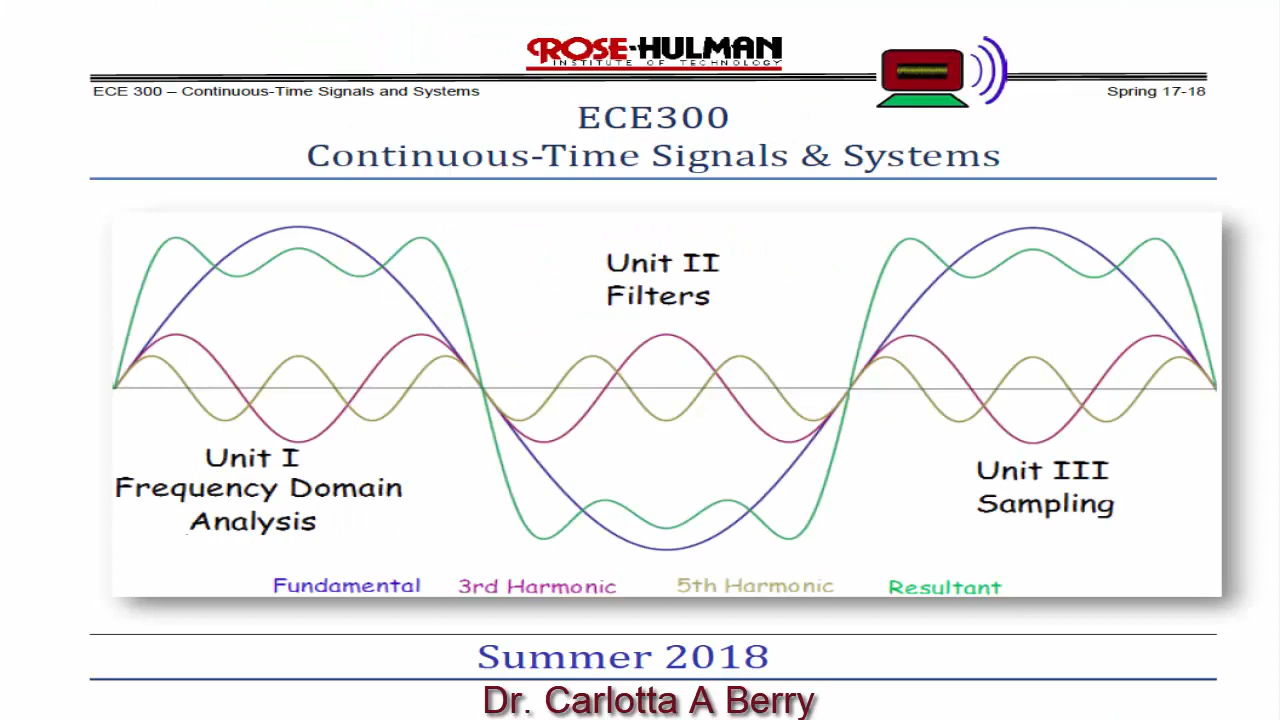 ROSE-HULMAN
INSTITUTE OF TECHNOLOGY
ECE 300 – Continuous-Time Signals and Systems
Spring 17-18
ECE300
Continuous-Time Signals & Systems
Unit II
Filters
Unit I
Frequency Domain
Analysis
Unit III
Sampling
Fundamental 3rd Harmonic 5th Harmonic Resultant
Summer 2018
Dr. Carlotta A Berry